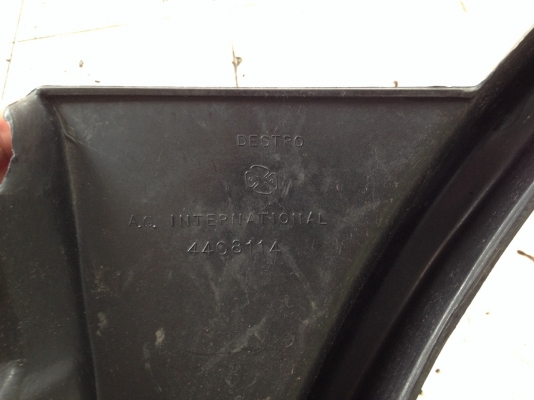 DESTRO
A.C. INTERNATIONAL
4408114